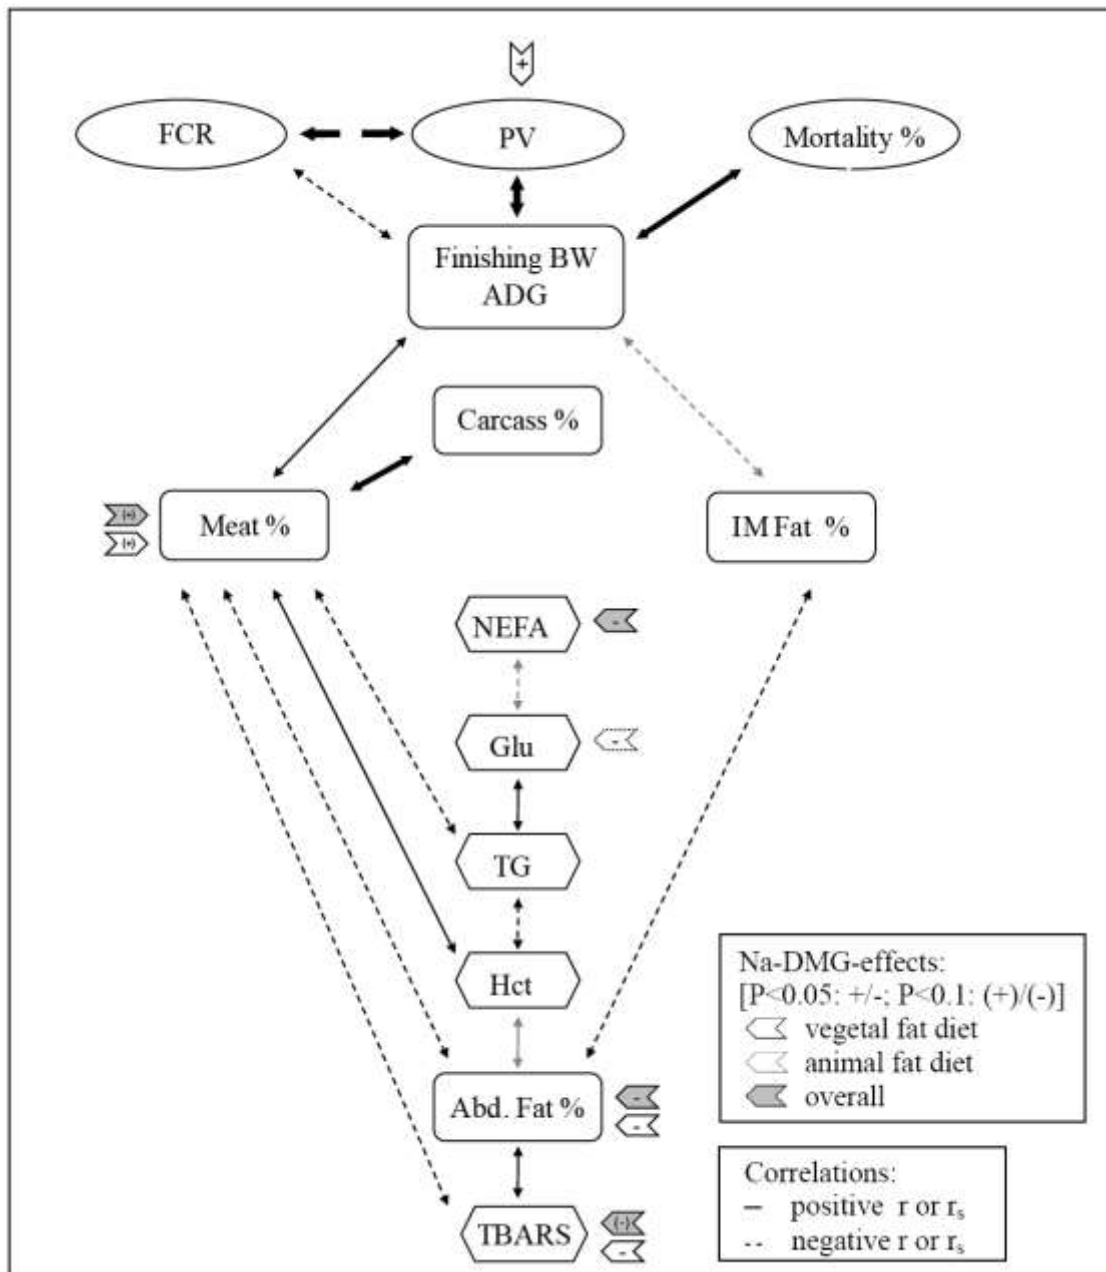 +
FCR
PV
Mortality %
Finishing BW
ADG
Carcass %
(+)
Meat %
(+)
IM Fat %
NEFA
-
Glu
-
TG
Hct
Abd. Fat %
-
-
TBARS
(-)
-
Na-DMG-effects:
[P<0.05: +/-; P<0.1: (+)/(-)]
vegetal fat diet
animal fat diet
overall
Correlations:
positive r or rₛ
negative r or rₛ